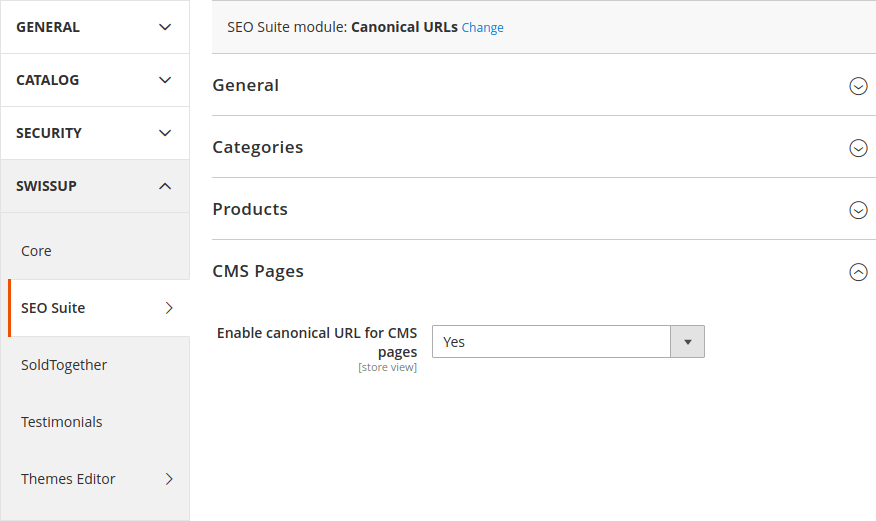 GENERAL
CATALOG
SECURITY
SWISSUP
Core
SEO Suite
SoldTogether
Testimonials
Themes Editor
SEO Suite module: Canonical URLs Change
General
Categories
Products
CMS Pages
Enable canonical URL for CMS
pages
[store view]
Yes